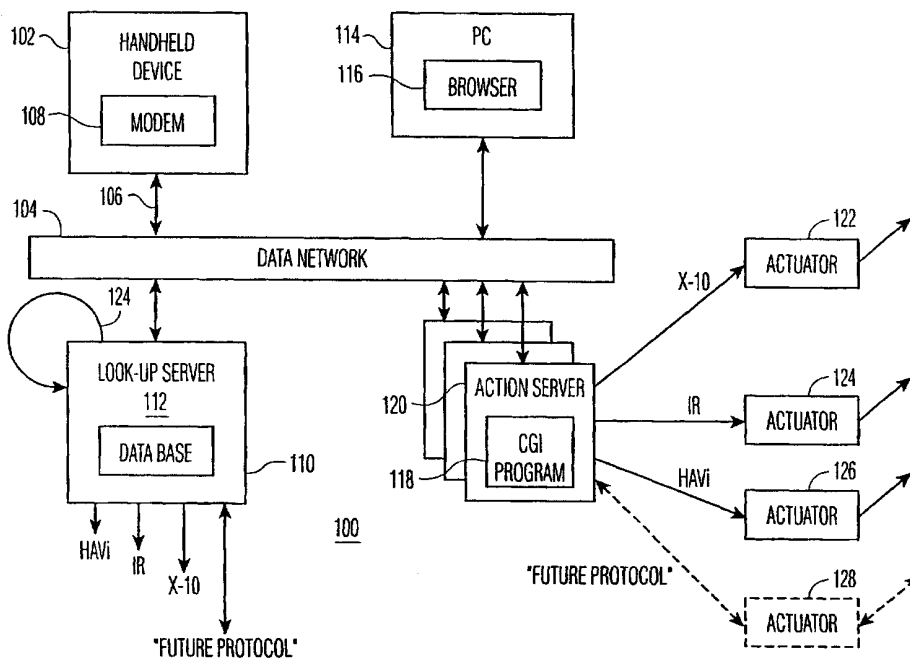 102
HANDHELD
DEVICE
108
MODEM
114
PC
116
BROWSER
106
104
DATA NETWORK
122
ACTUATOR
X-10
124
LOOK-UP SERVER
112
DATA BASE
110
120
ACTION SERVER
118
CGI
PROGRAM
IR
124
ACTUATOR
HAVi
126
ACTUATOR
HAVi
IR
X-10
"FUTURE PROTOCOL"
100
"FUTURE PROTOCOL"
128
ACTUATOR